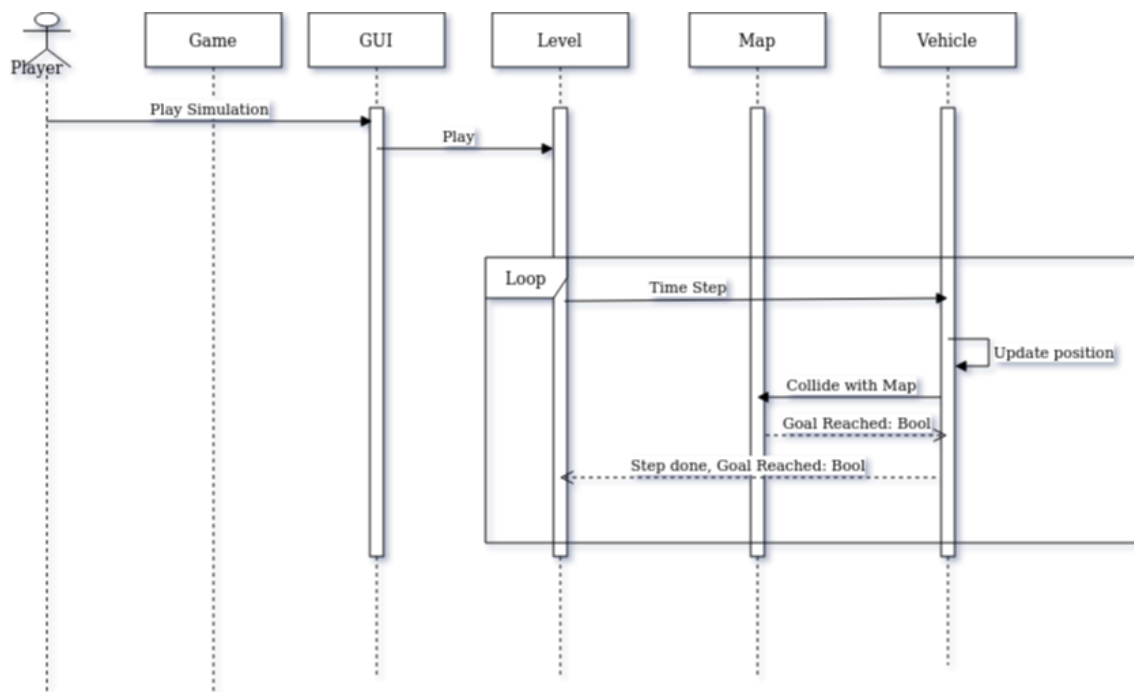 Player
Game
GUI
Level
Map
Vehicle
Play Simulation
Play
Loop
Time Step
Update position
Collide with Map
Goal Reached: Bool
Step done, Goal Reached: Bool